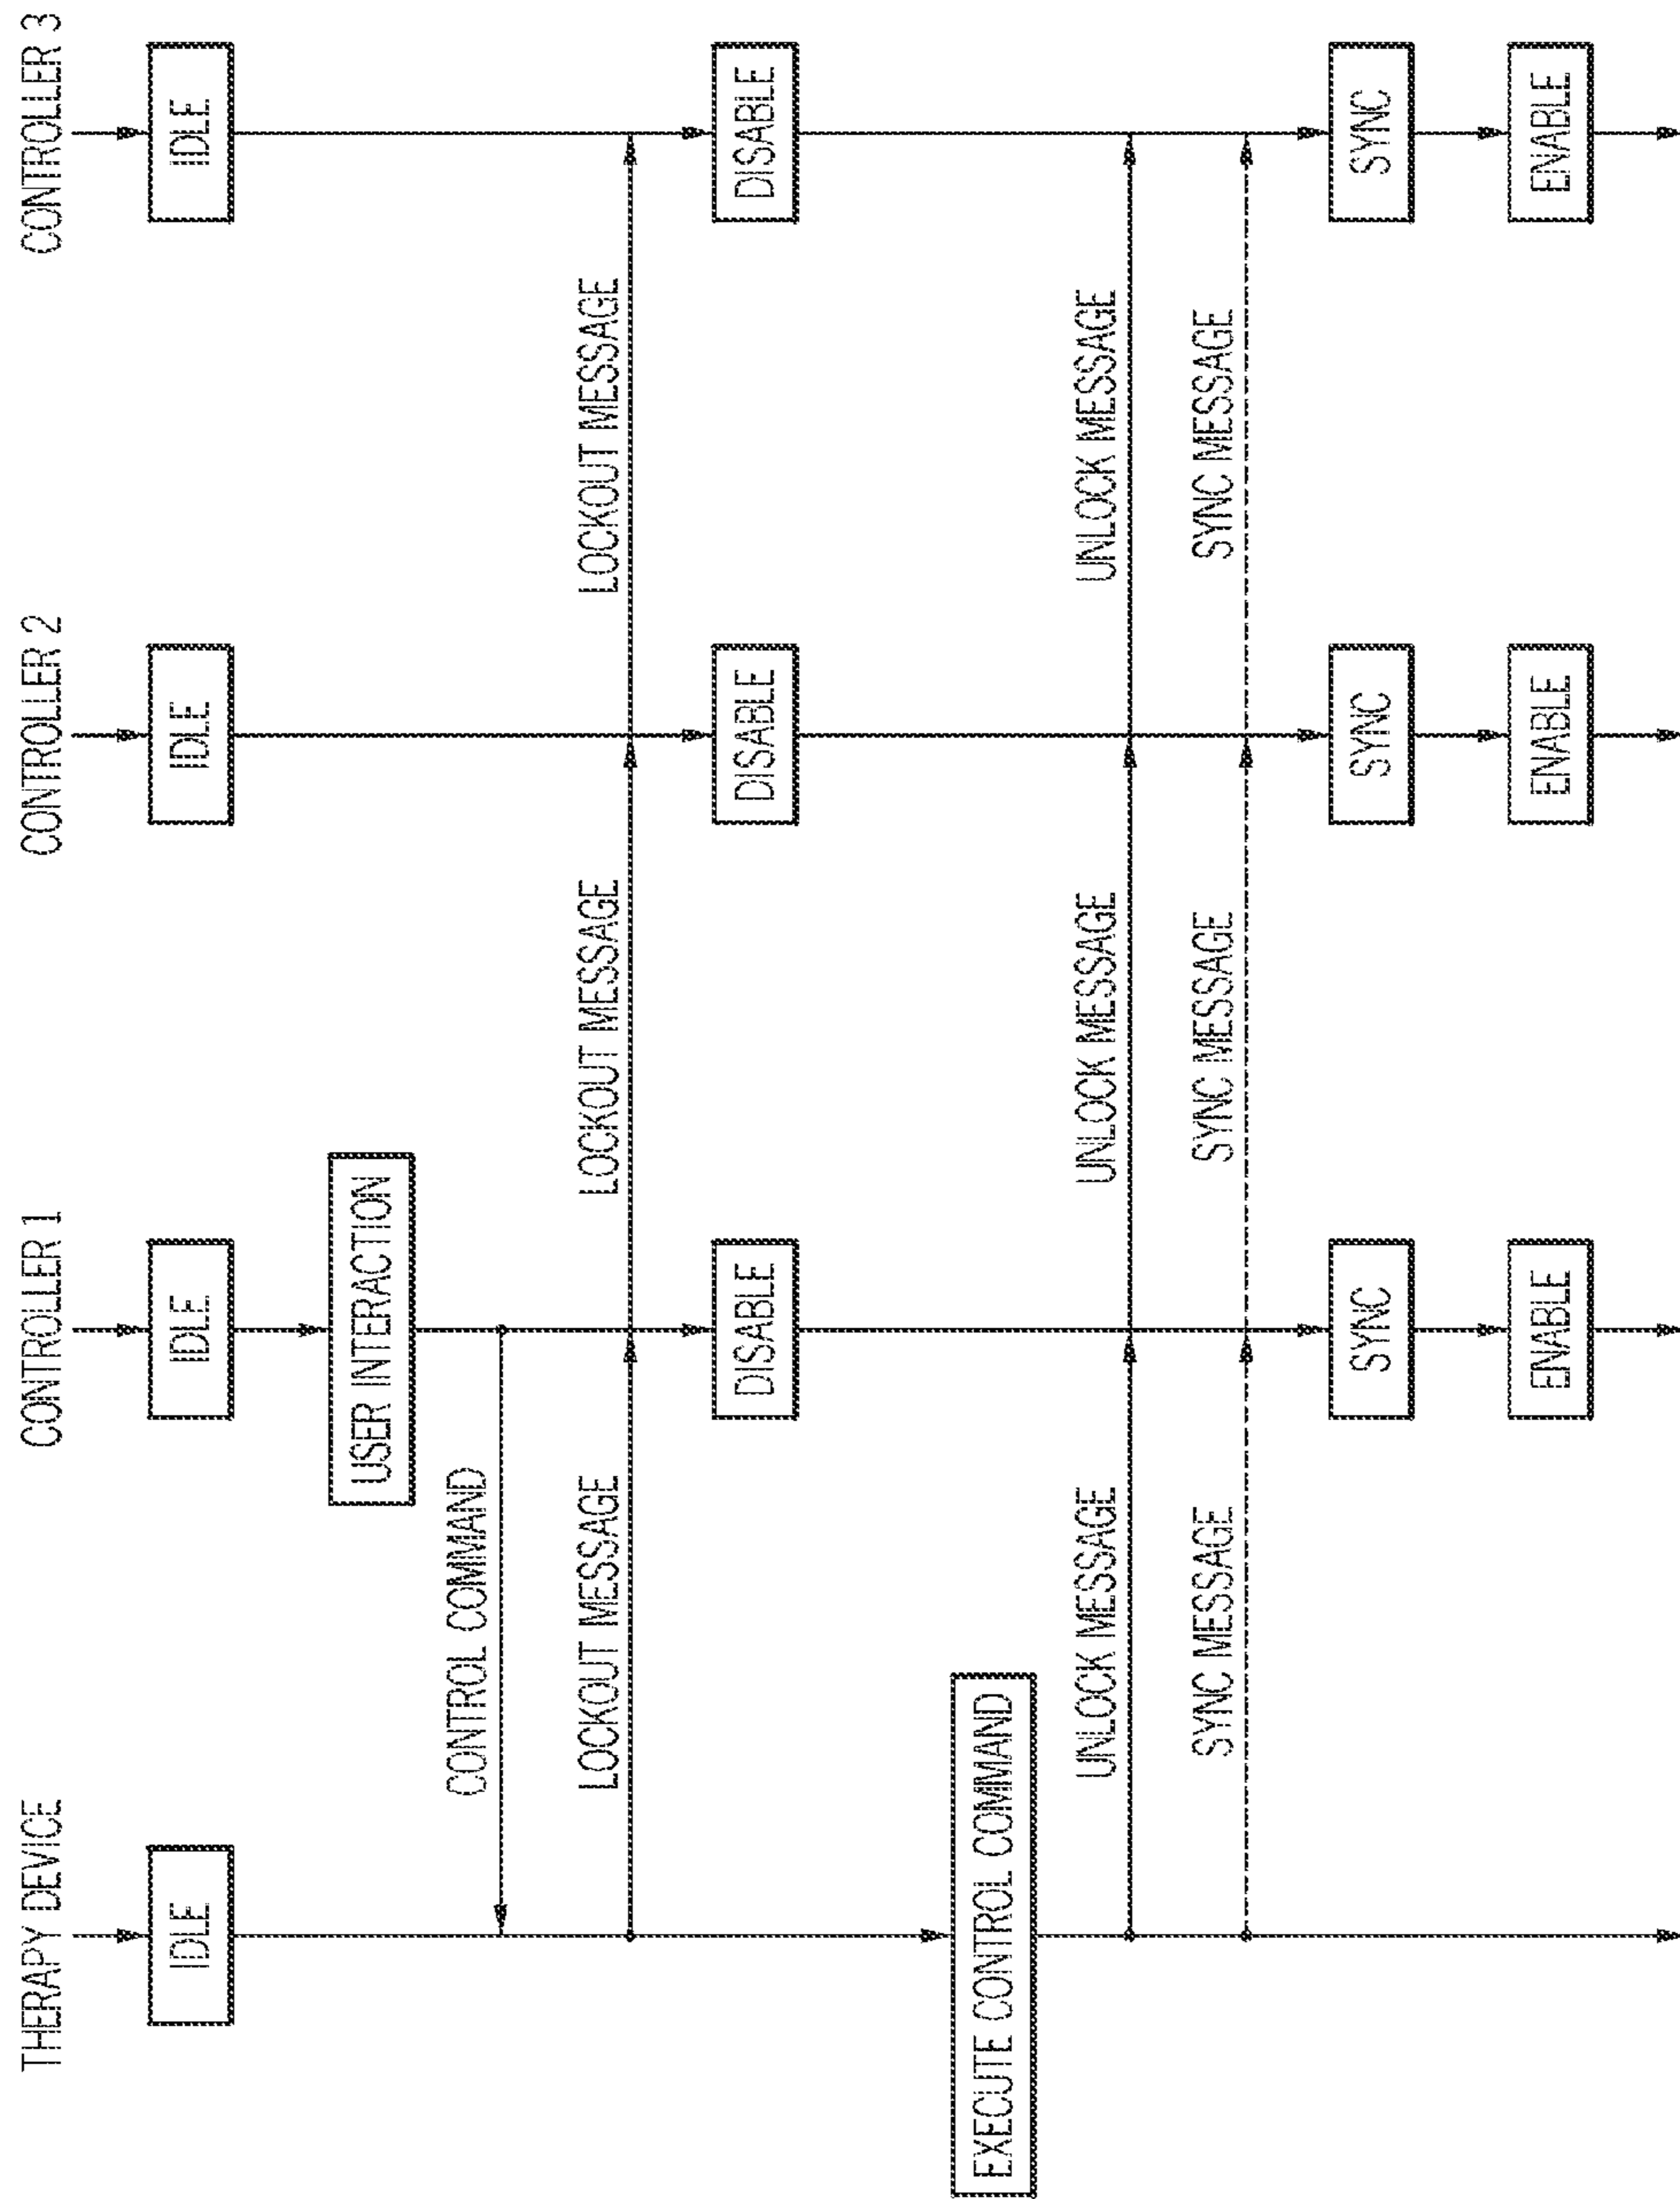 THERAPY DEVICE
CONTROLLER 1
CONTROLLER 2
CONTROLLER 3
IDLE
IDLE
IDLE
IDLE
USER INTERACTION
CONTROL COMMAND
LOCKOUT MESSAGE
LOCKOUT MESSAGE
LOCKOUT MESSAGE
DISABLE
DISABLE
DISABLE
EXECUTE CONTROL COMMAND
UNLOCK MESSAGE
UNLOCK MESSAGE
UNLOCK MESSAGE
SYNC MESSAGE
SYNC MESSAGE
SYNC MESSAGE
SYNC
SYNC
SYNC
ENABLE
ENABLE
ENABLE